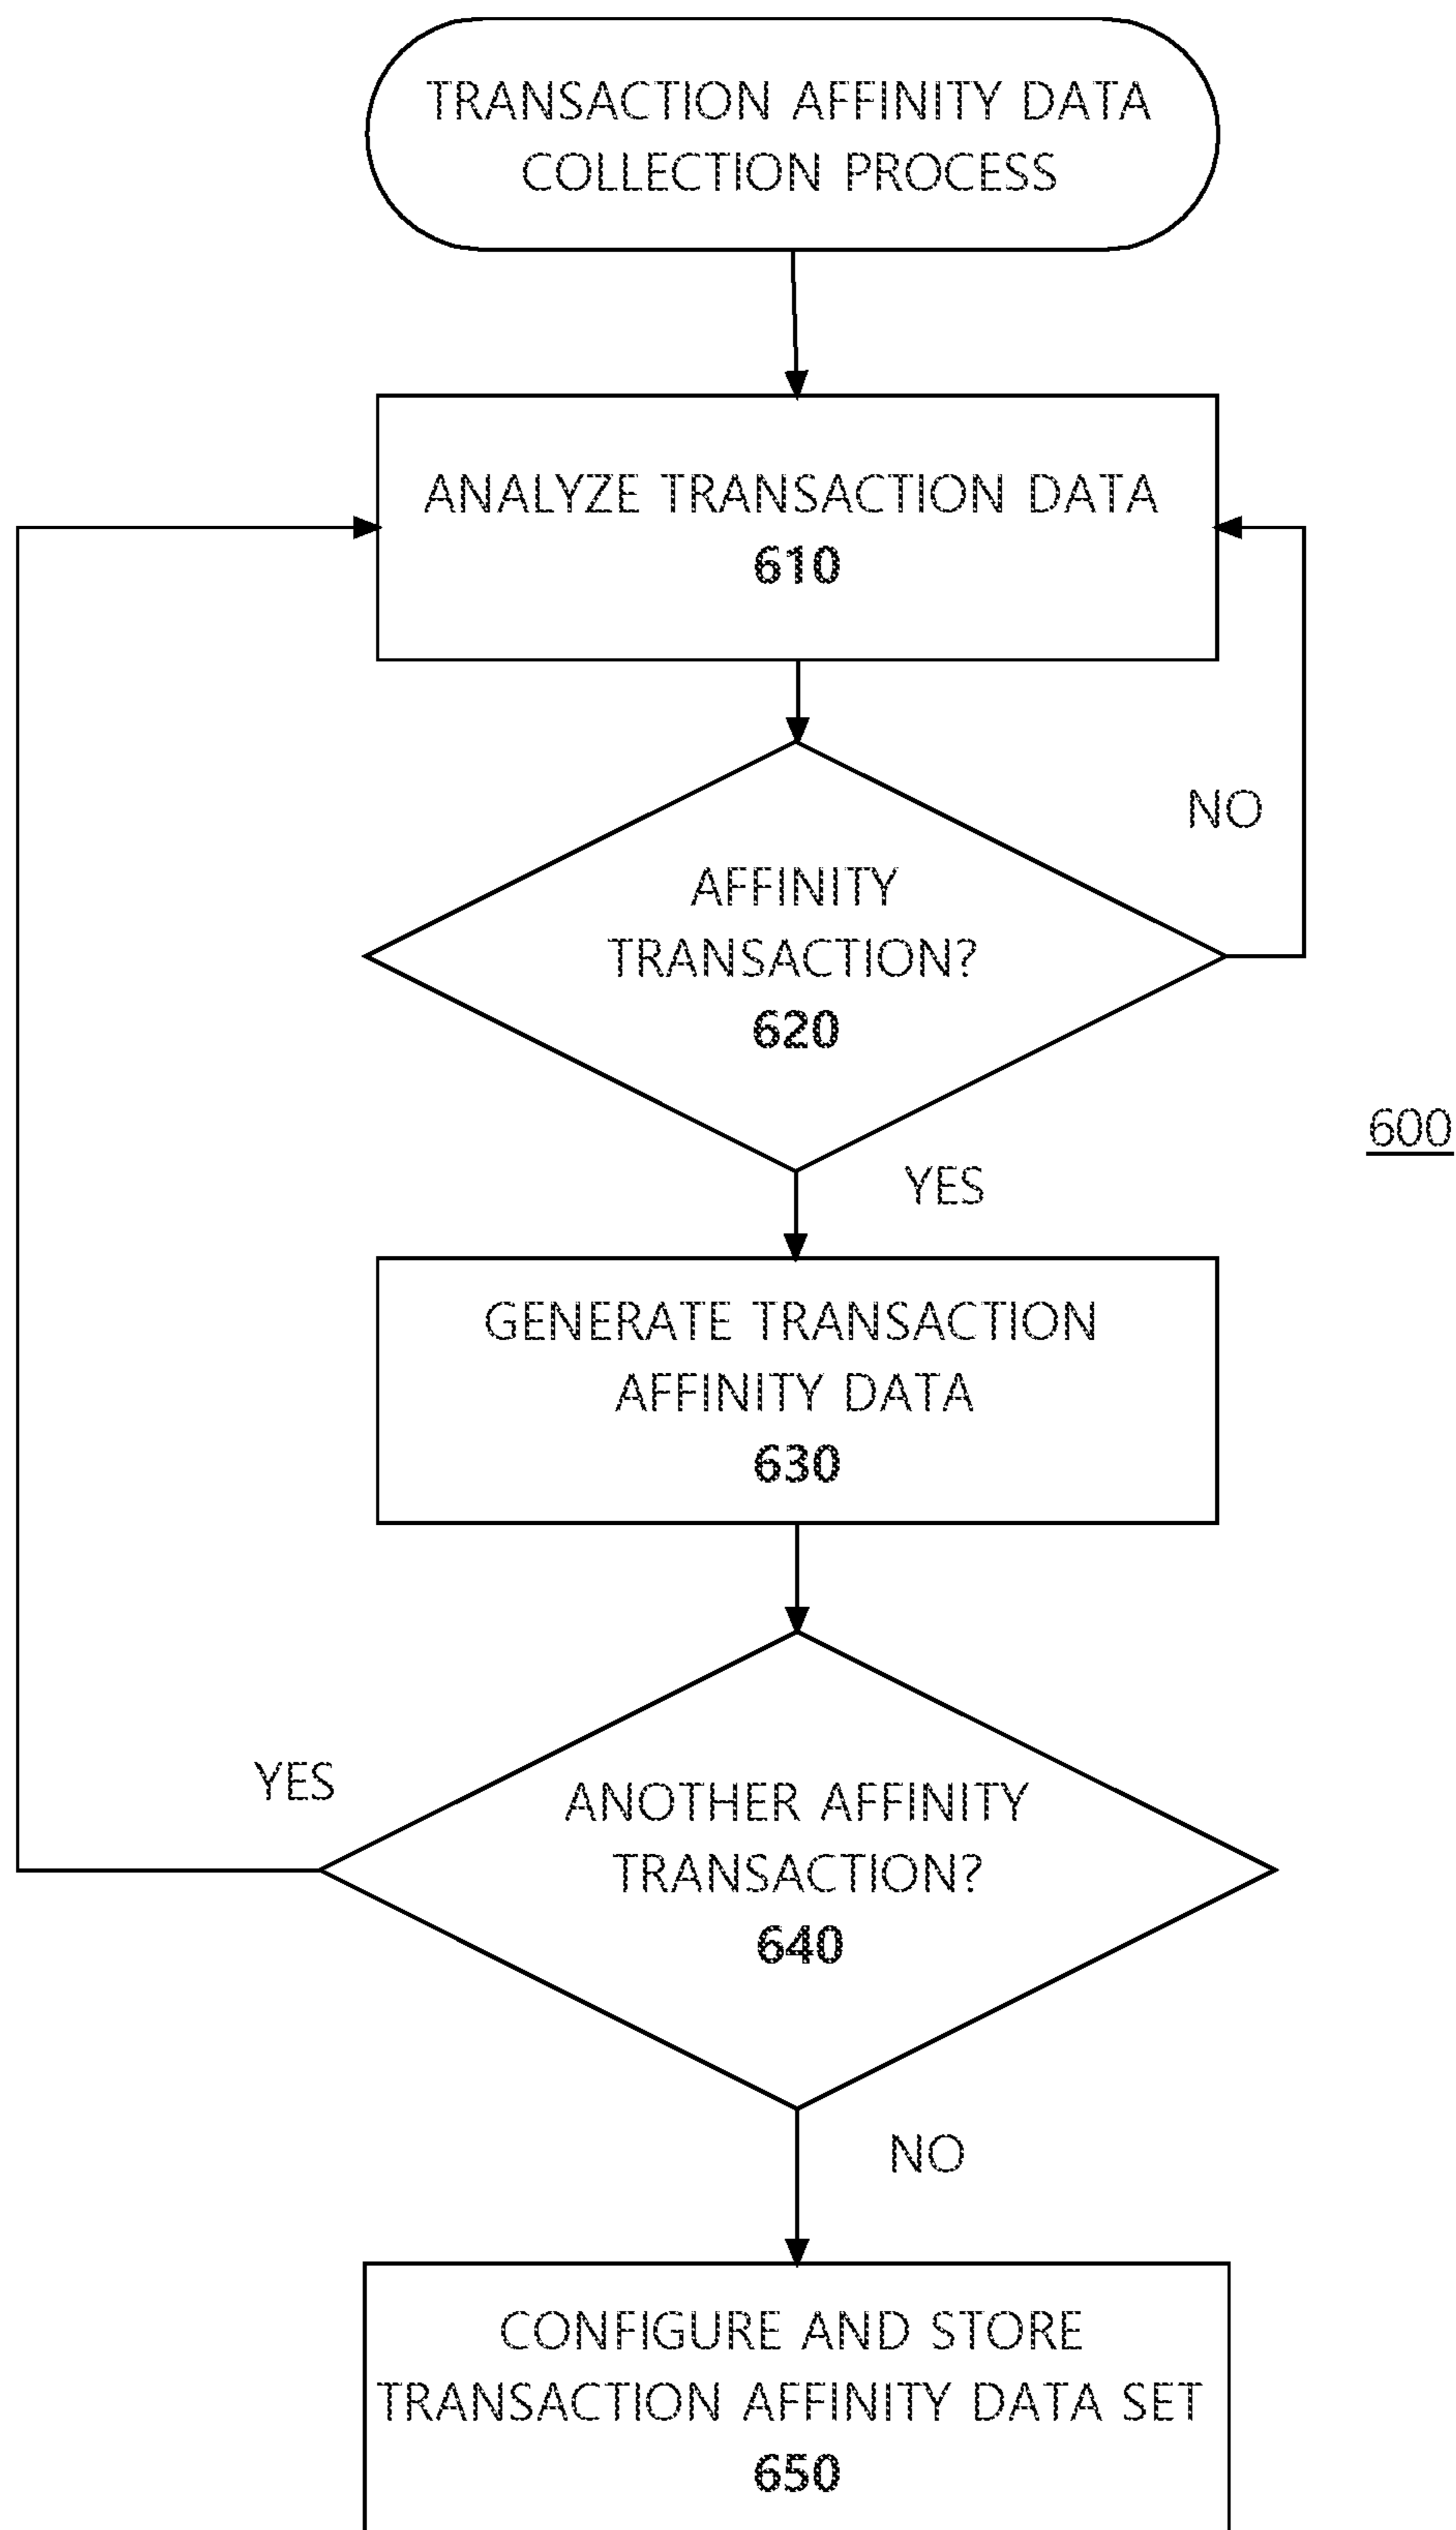 TRANSACTION AFFINITY DATA
COLLECTION PROCESS
ANALYZE TRANSACTION DATA
610
NO
AFFINITY
TRANSACTION?
620
600
YES
GENERATE TRANSACTION
AFFINITY DATA
630
YES
ANOTHER AFFINITY
TRANSACTION?
640
NO
CONFIGURE AND STORE
TRANSACTION AFFINITY DATA SET
650